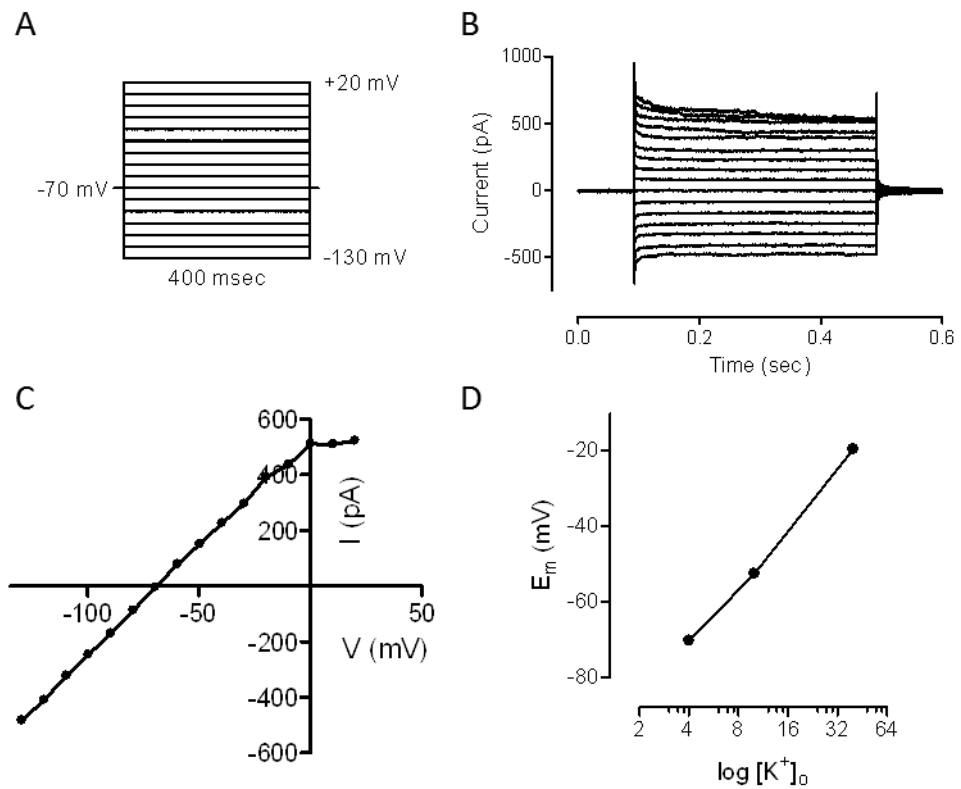 A
+20 mV
-70 mV
-130 mV
400 msec
B
1000
500
0
-500
Current (pA)
0.0 0.2 0.4 0.6
Time (sec)
C
600
400
200
-200
-400
-600
I (pA)
-100 -50 50
V (mV)
D
-20
-40
-60
-80
Em (mV)
2 4 8 16 32 64
log [K+]0